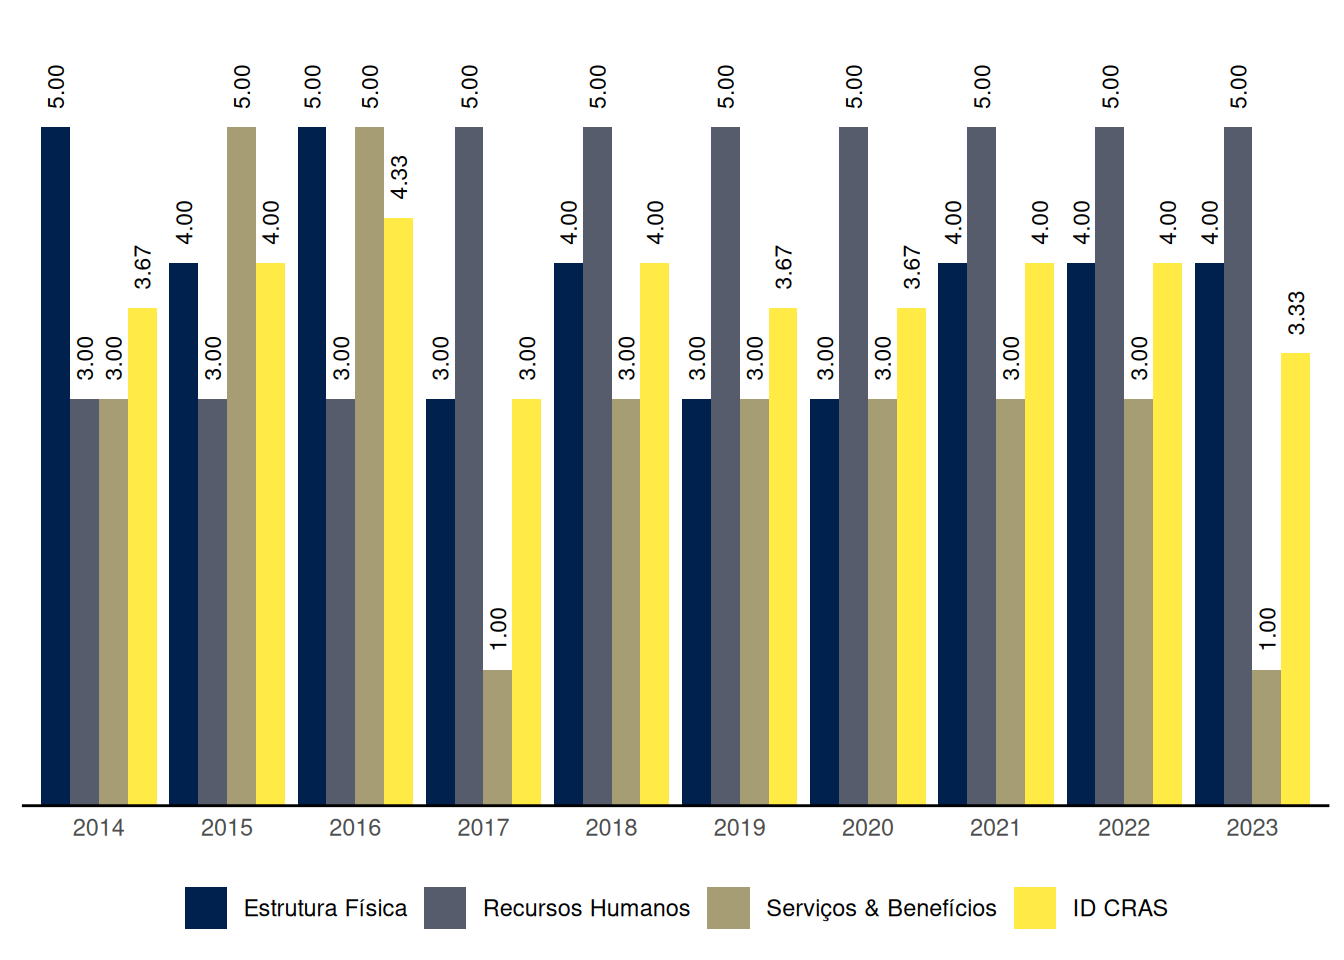 5.00 3.00 3.00 3.67 4.00 3.00 5.00 4.00 5.00 3.00 5.00 4.33 3.00 5.00 1.00 3.00 4.00 5.00 3.00 4.00 3.00 5.00 3.00 3.67 3.00 5.00 3.00 3.67 4.00 5.00 3.00 4.00 4.00 5.00 3.00 4.00 4.00 5.00 1.00 3.33
2014 2015 2016 2017 2018 2019 2020 2021 2022 2023
Estrutura Física Recursos Humanos Serviços & Benefícios ID CRAS